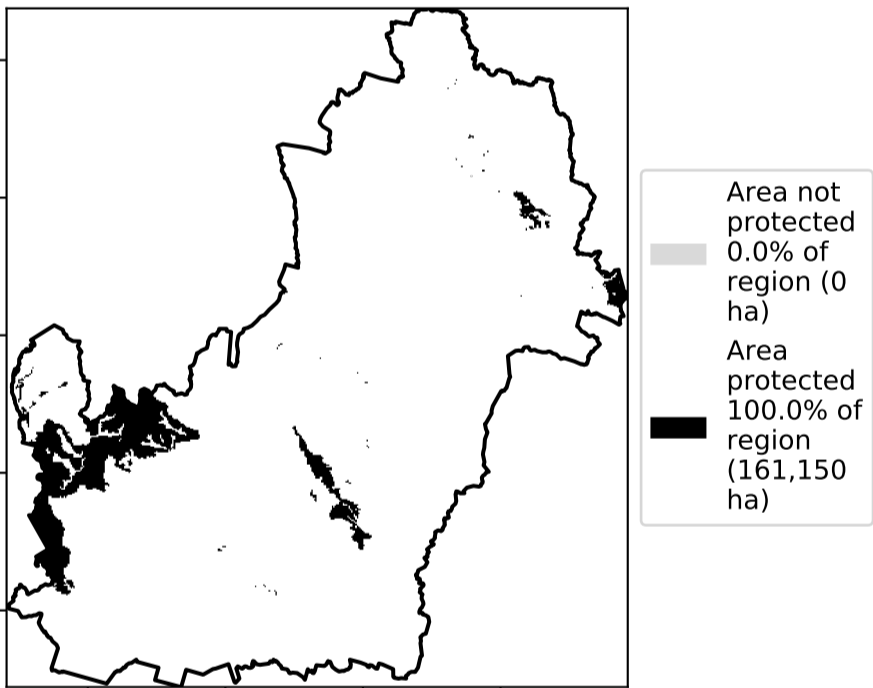 Area not
protected
0.0% of
region (0
ha)
Area
protected
100.0% of
region
(161,150
ha)